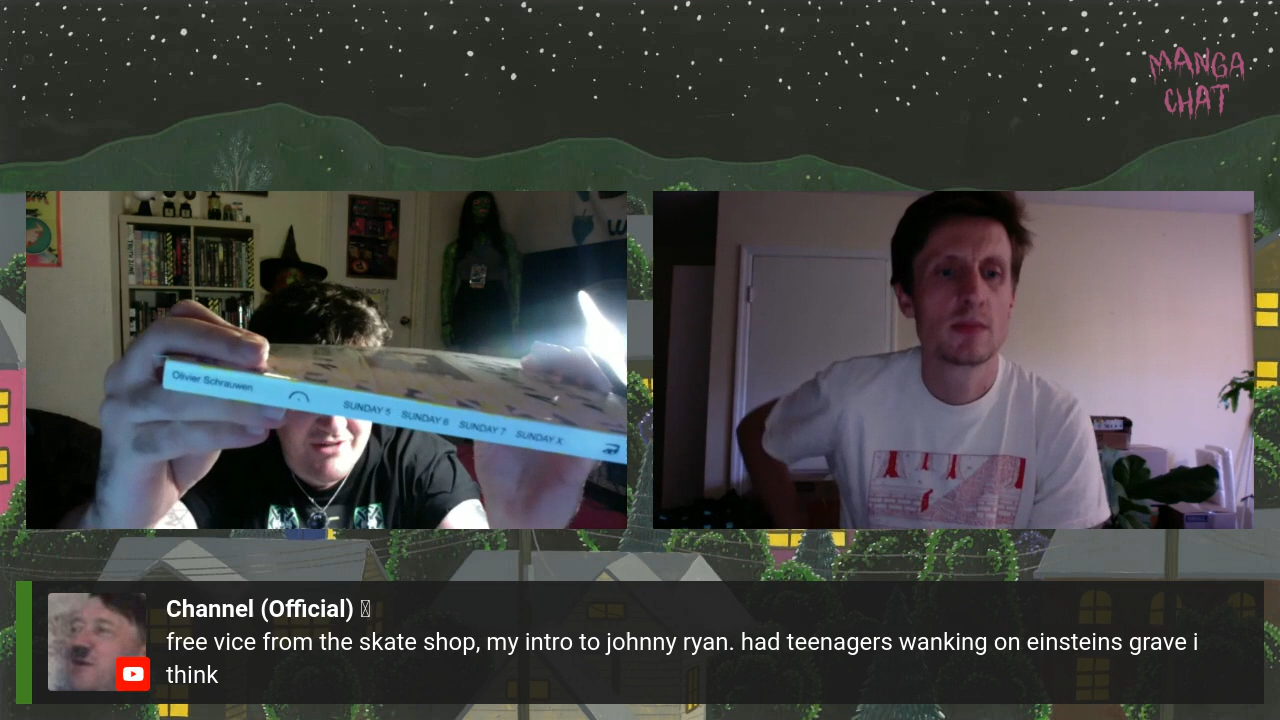 MANGA
CHAT
Olivier Schrauwen
SUNDAY 5 SUNDAY 6 SUNDAY 7 SUNDAY X
Channel (Official)
free vice from the skate shop, my intro to johnny ryan. had teenagers wanking on einsteins grave i
think